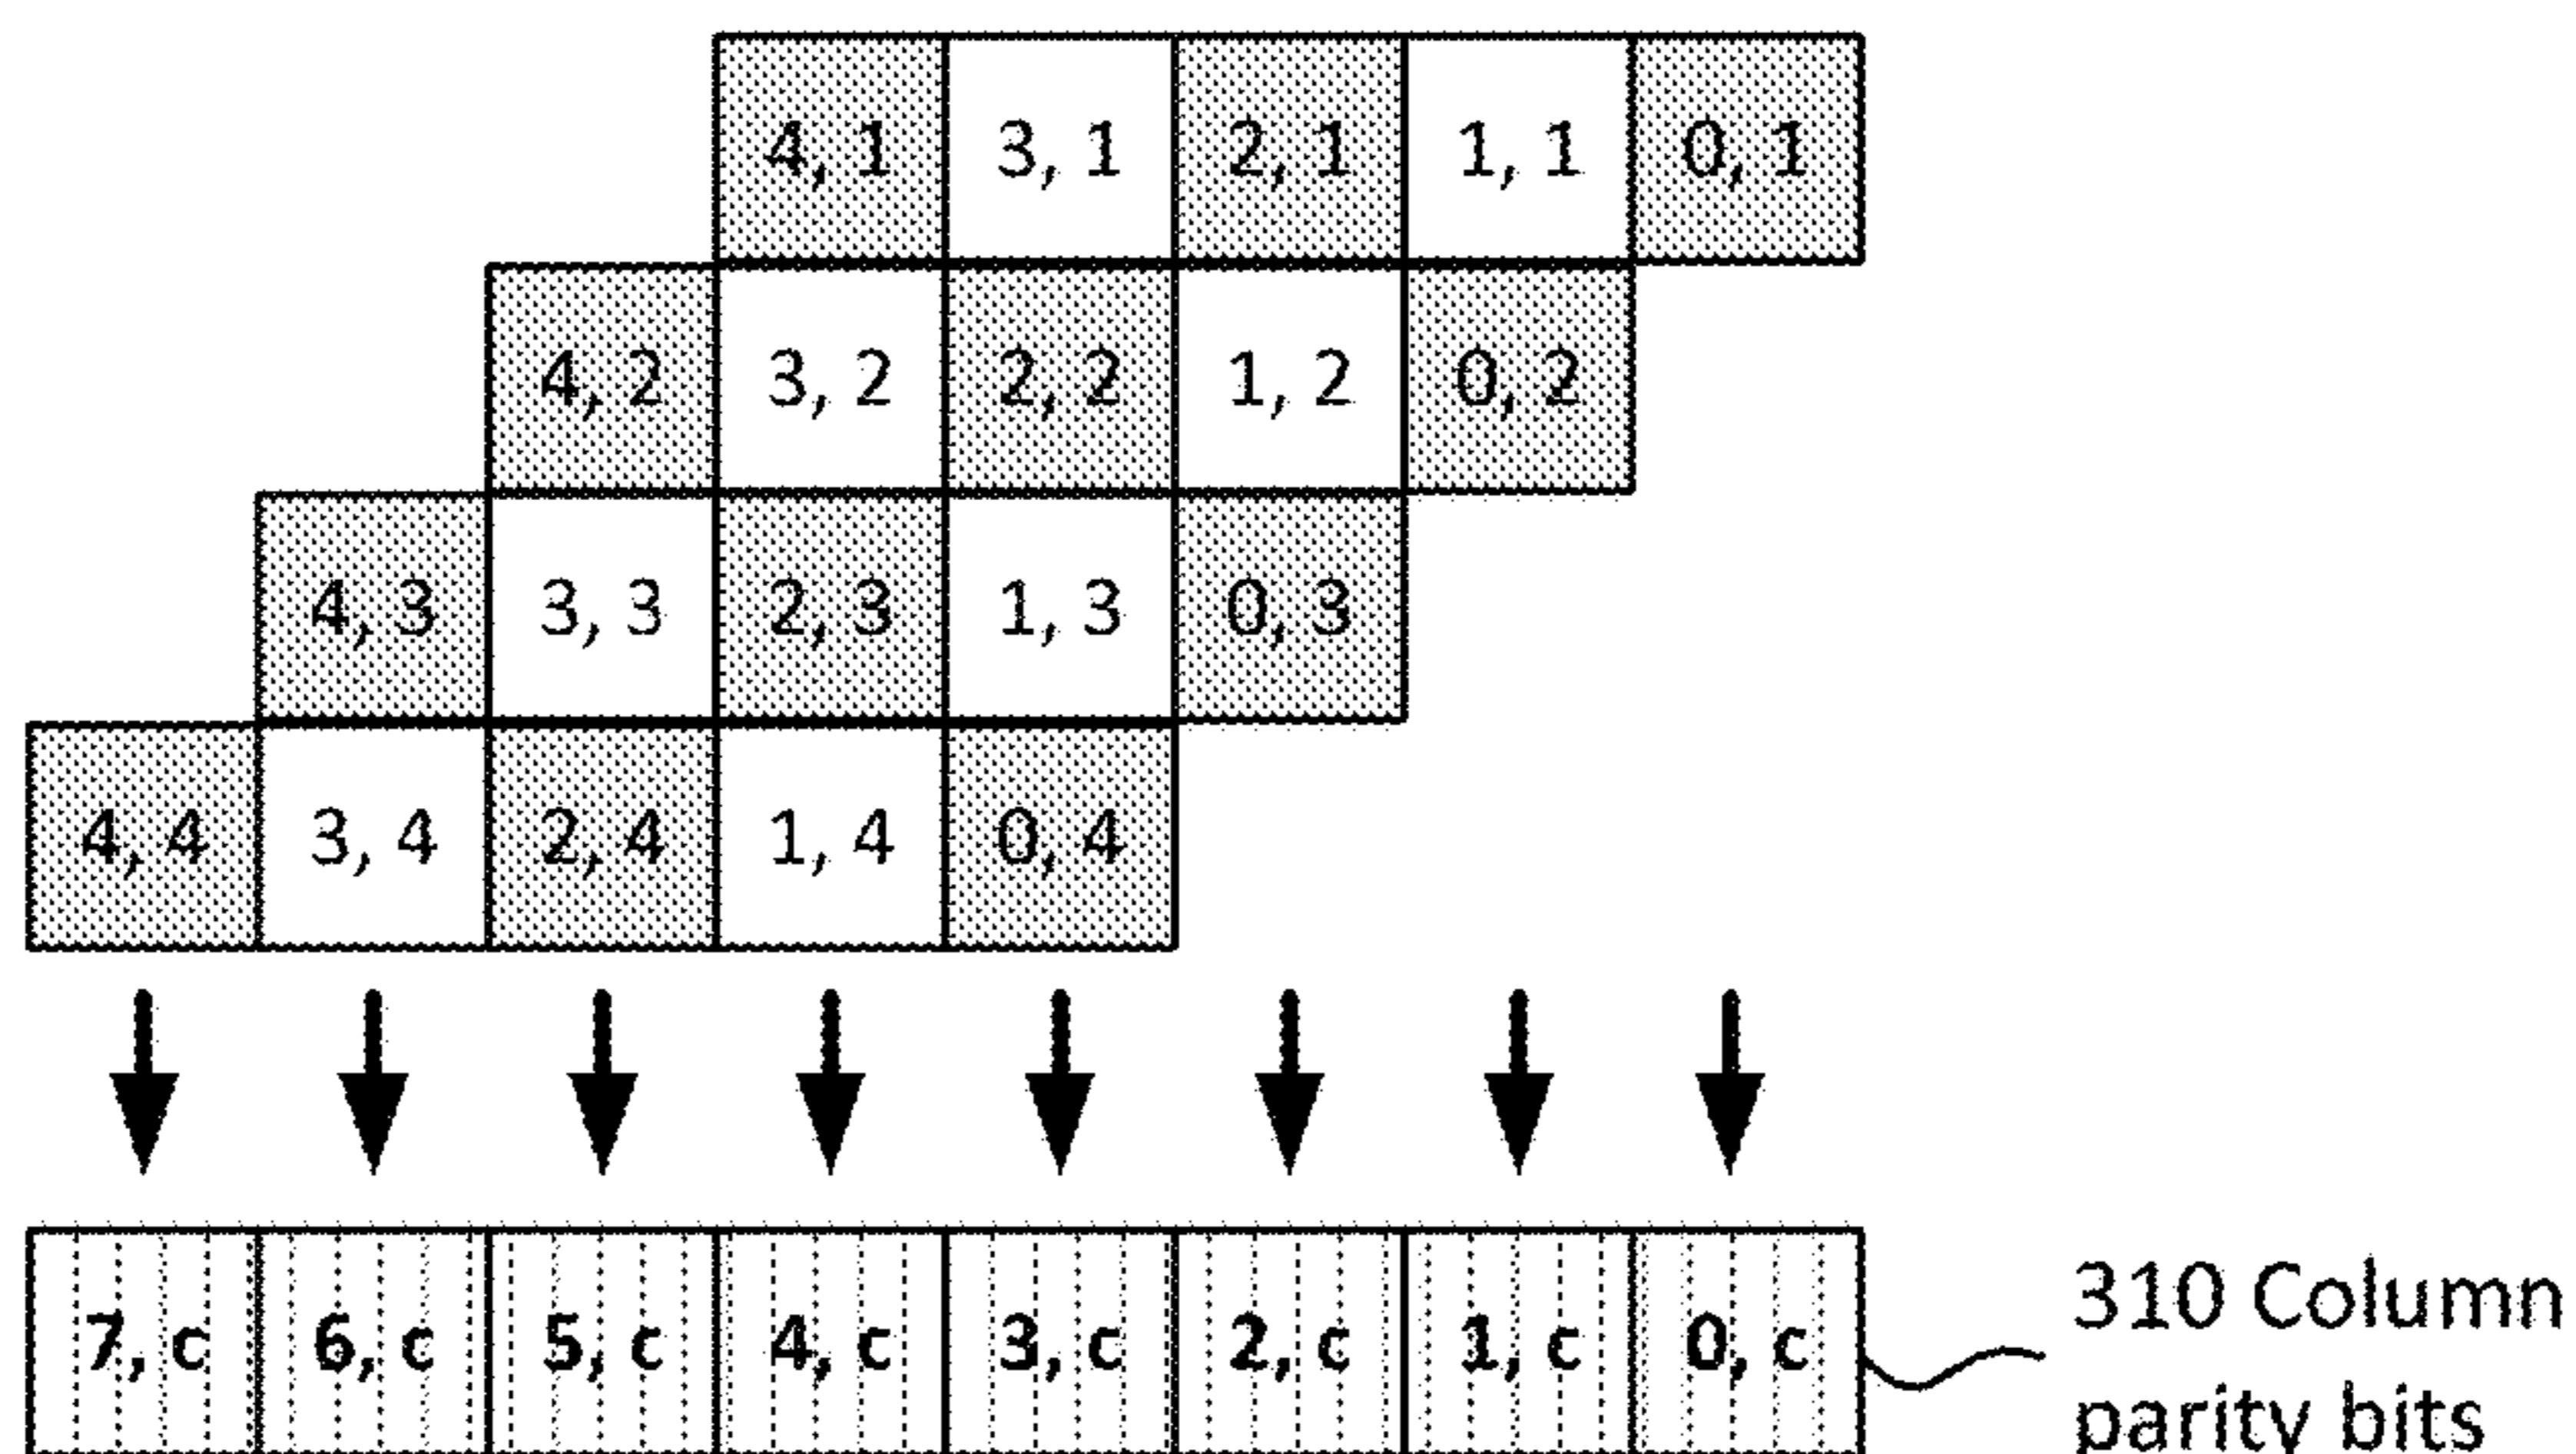 4, 1 3, 1 2, 1 1, 1 0, 1
4, 2 3, 2 2, 2 1, 2 0, 2
4, 3 3, 3 2, 3 1, 3 0, 3
4, 4 3, 4 2, 4 1, 4 0, 4
7, c 6, c 5, c 4, c 3, c 2, c 1, c 0, c
310 Column
parity bits